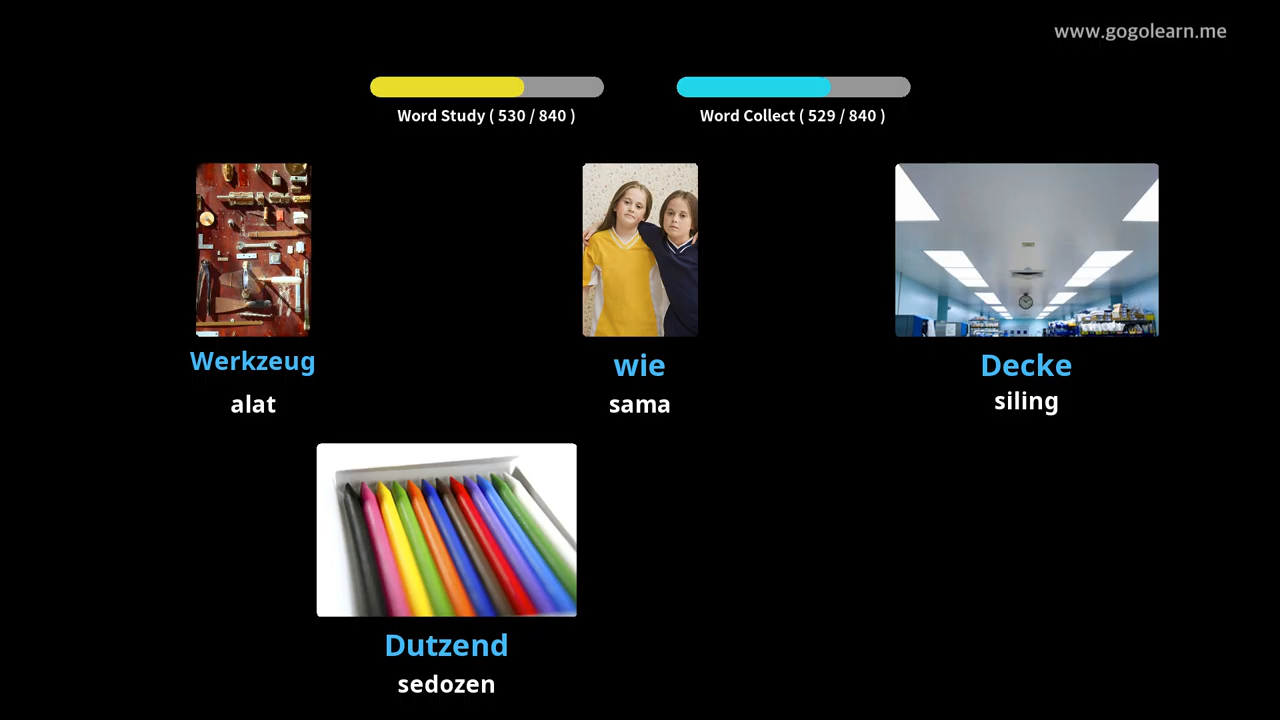 www.gogolearn.me
Word Study ( 530 / 840 )
Word Collect ( 529 / 840 )
Werkzeug
wie
Decke
alat
sama
siling
Dutzend
sedozen